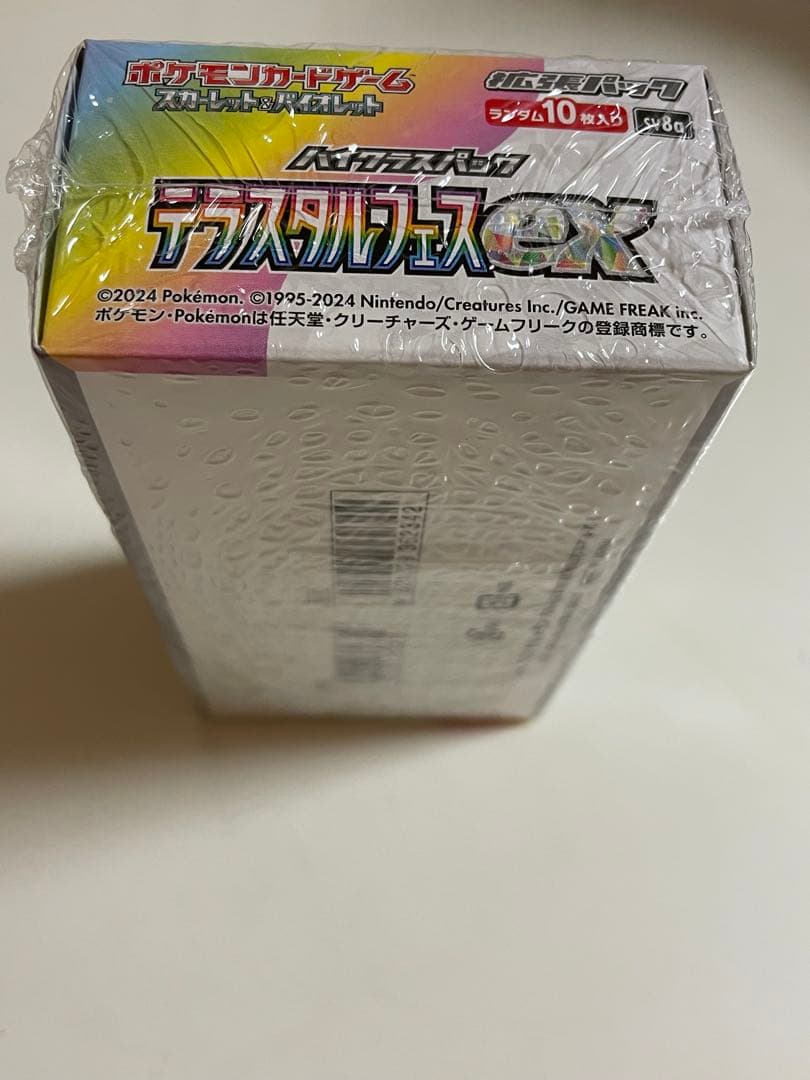 ポケモンカードゲーム
スカーレット&バイオレット
拡張パック
ランダム10枚入り
sv8a
ハイクラスパック
テラスタルフェスex
©2024 Pokémon. ©1995-2024 Nintendo/Creatures Inc./GAME FREAK inc.
ポケモン・Pokémonは任天堂・クリーチャーズ・ゲームフリークの登録商標です。